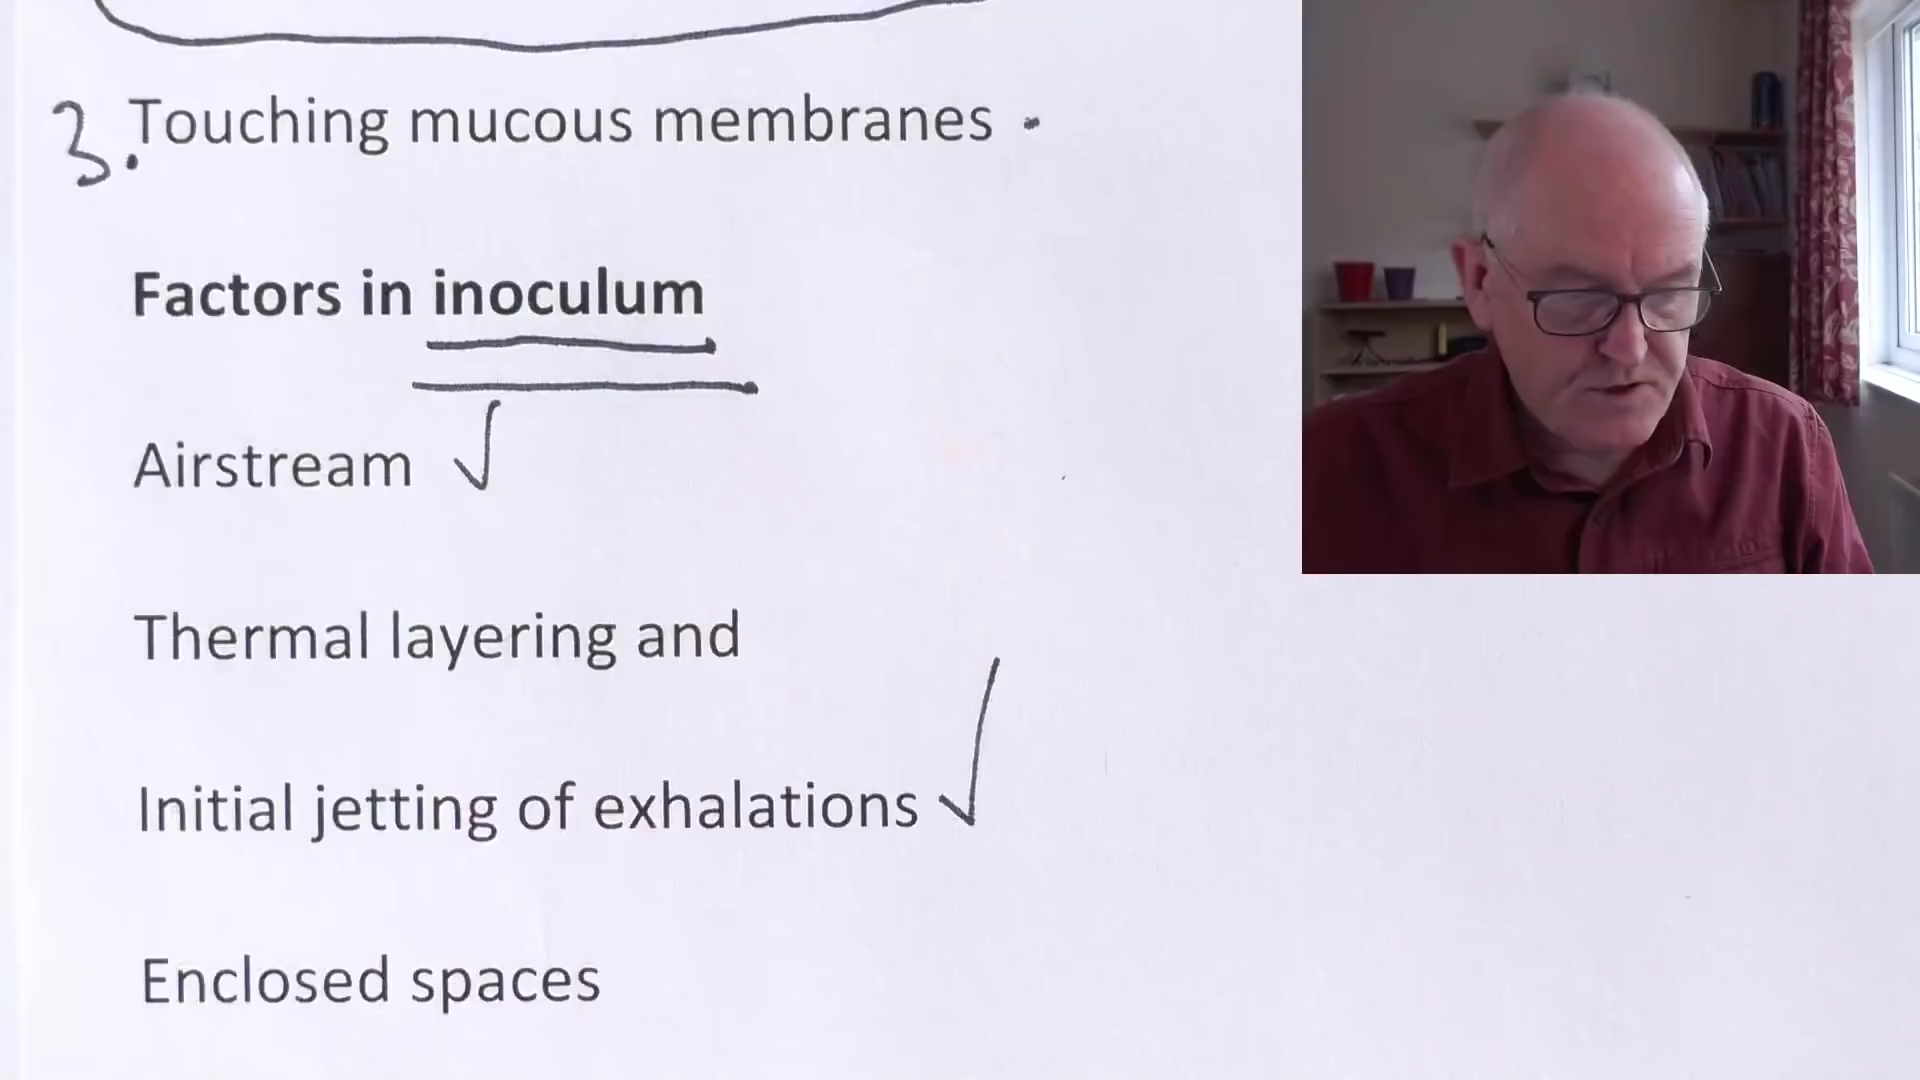 3. Touching mucous membranes
Factors in inoculum
Airstream
Thermal layering and
Initial jetting of exhalations
Enclosed spaces